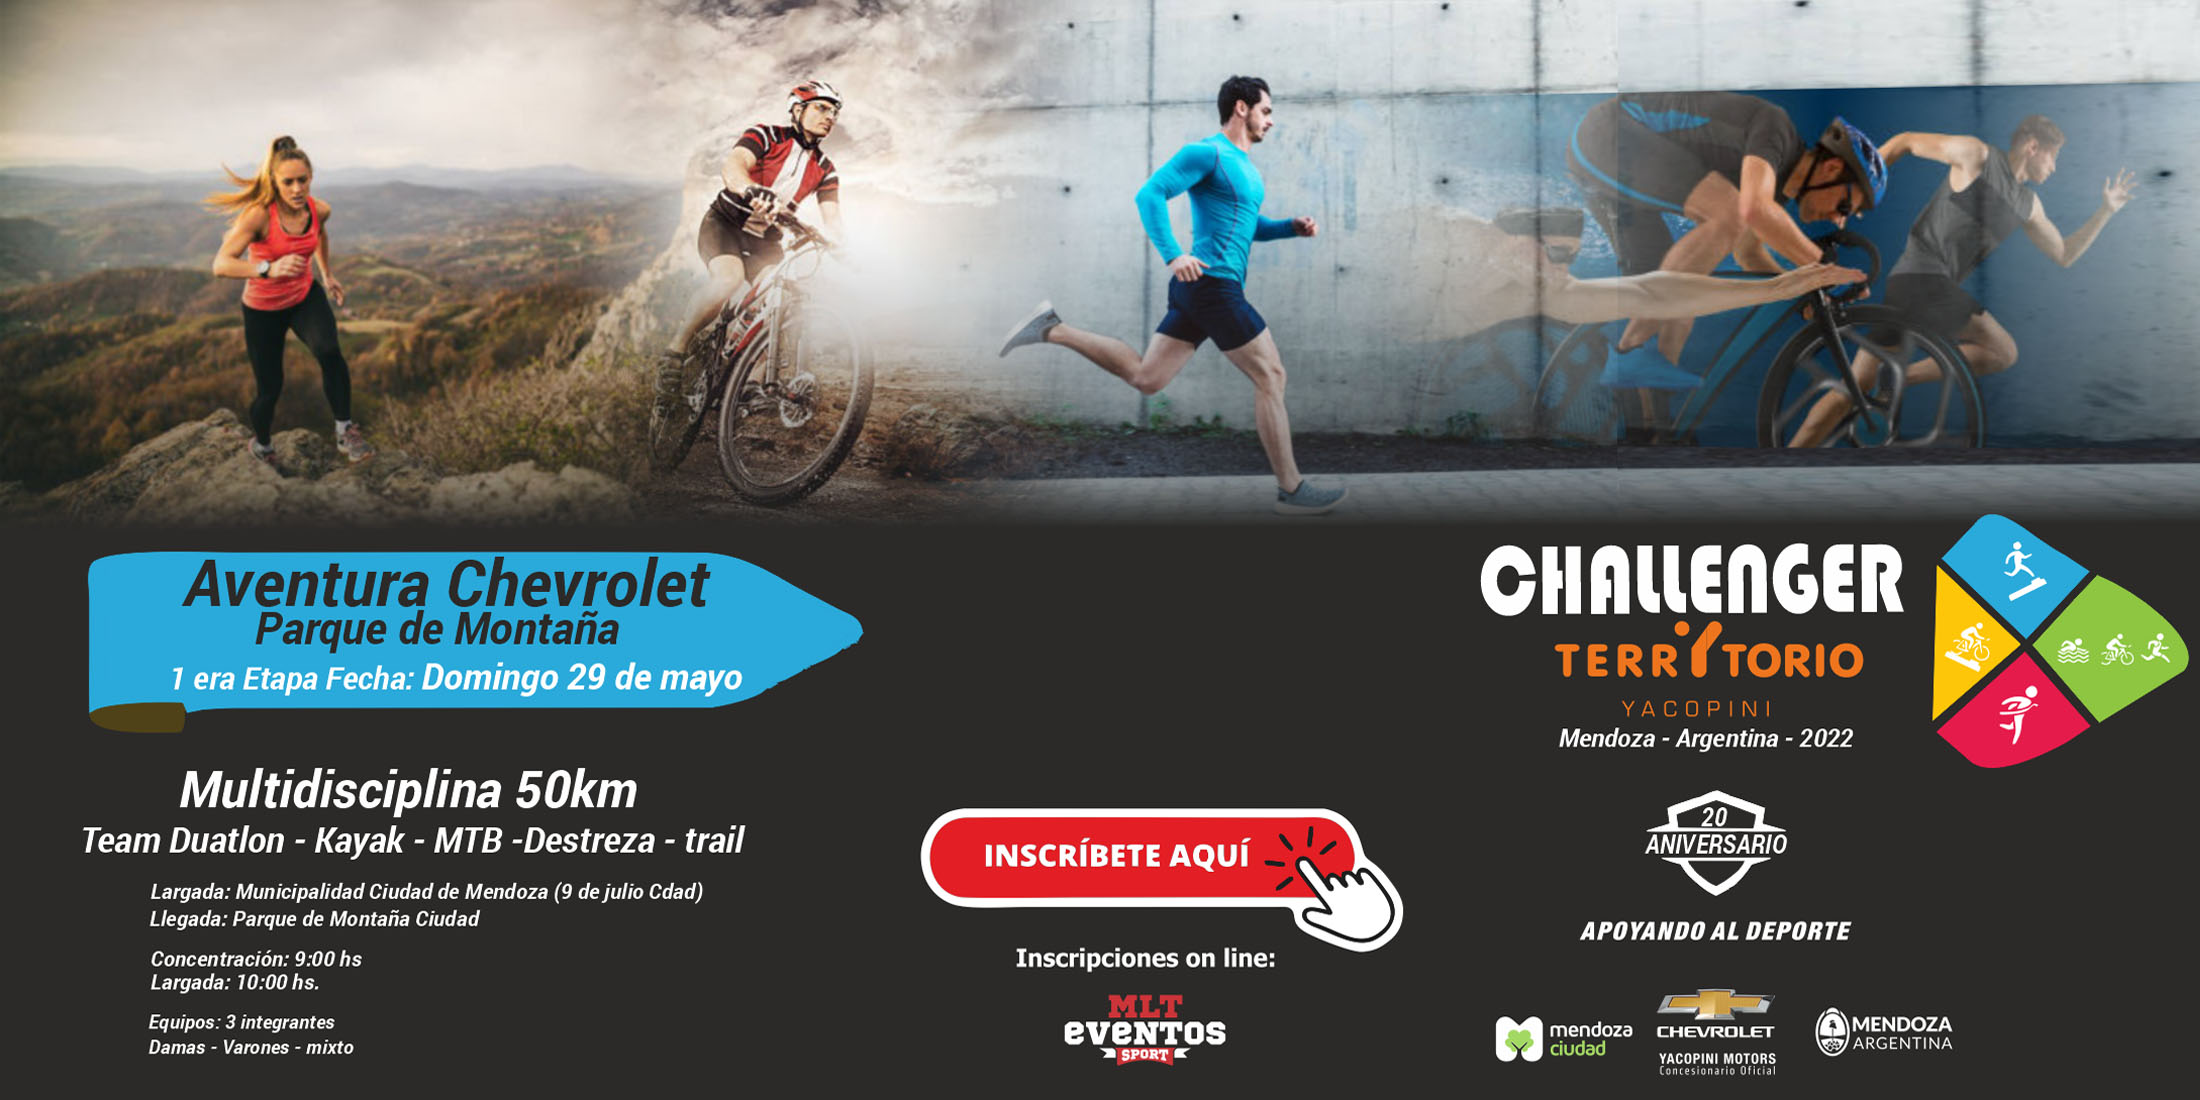 Aventura Chevrolet
Parque de Montaña
1 era Etapa Fecha: Domingo 29 de mayo
Multidisciplina 50km
Team Duatlon - Kayak - MTB -Destreza - trail
Largada: Municipalidad Ciudad de Mendoza (9 de julio Cdad)
Llegada: Parque de Montaña Ciudad
Concentración: 9:00 hs
Largada: 10:00 hs.
Equipos: 3 integrantes
Damas - Varones - mixto
INSCRÍBETE AQUÍ
Inscripciones on line:
MLT
eventos
SPORT
CHALLENGER
TERRITORIO
YACOPINI
Mendoza - Argentina - 2022
20
ANIVERSARIO
APOYANDO AL DEPORTE
mendoza
ciudad
CHEVROLET
YACOPINI MOTORS
Concesionario Oficial
MENDOZA
ARGENTINA